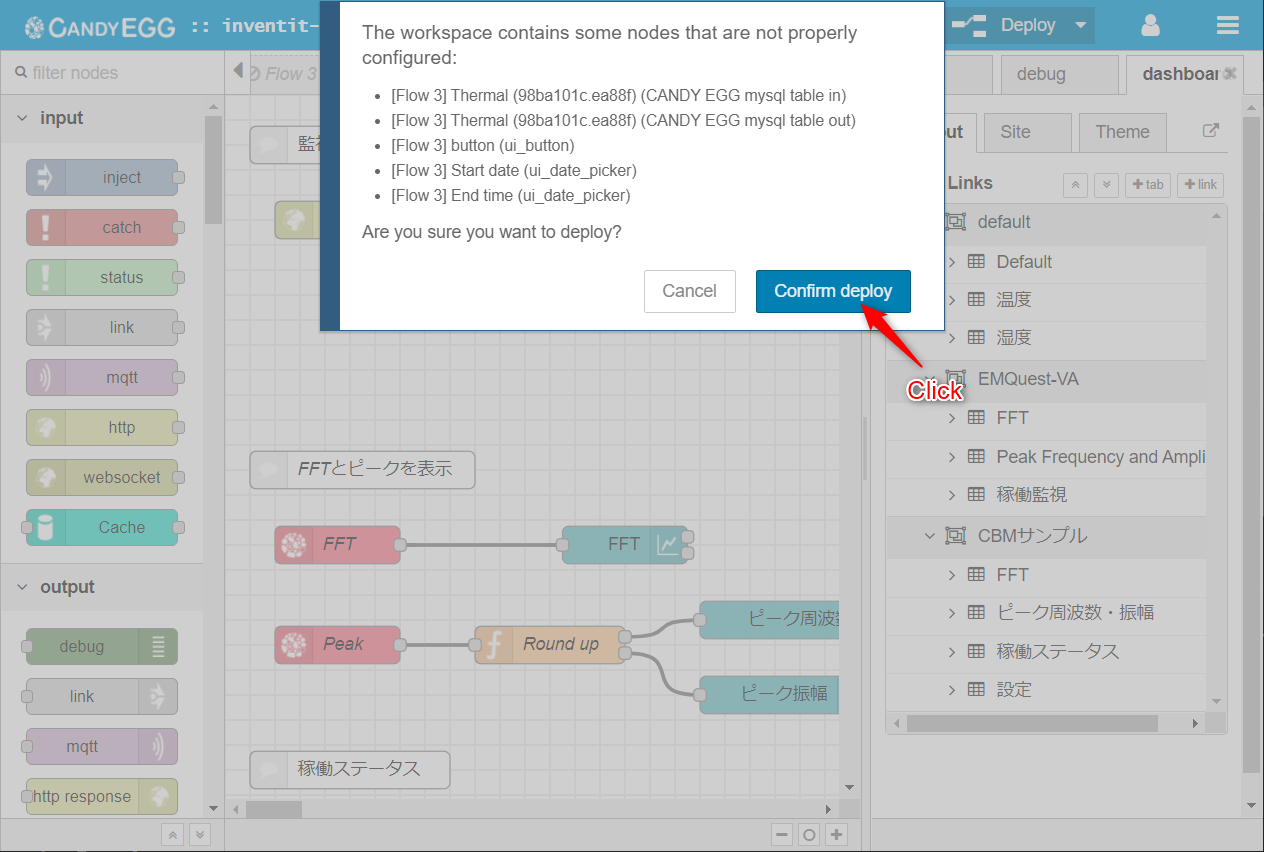 CANDY EGG :: inventit-
Deploy
filter nodes
Flow 3
debug
dashboar
The workspace contains some nodes that are not properly
configured:
[Flow 3] Thermal (98ba101c.ea88f) (CANDY EGG mysql table in)
[Flow 3] Thermal (98ba101c.ea88f) (CANDY EGG mysql table out)
[Flow 3] button (ui_button)
[Flow 3] Start date (ui_date_picker)
[Flow 3] End time (ui_date_picker)
Are you sure you want to deploy?
Cancel
Confirm deploy
Click
input
inject
catch
status
link
mqtt
http
websocket
Cache
output
debug
link
mqtt
http response
FFTとピークを表示
FFT
FFT
Peak
Round up
ピーク周波数
ピーク振幅
稼働ステータス
Site
Theme
Links
tab
link
default
Default
温度
湿度
EMQuest-VA
FFT
Peak Frequency and Ampli
稼働監視
CBMサンプル
FFT
ピーク周波数・振幅
稼働ステータス
設定